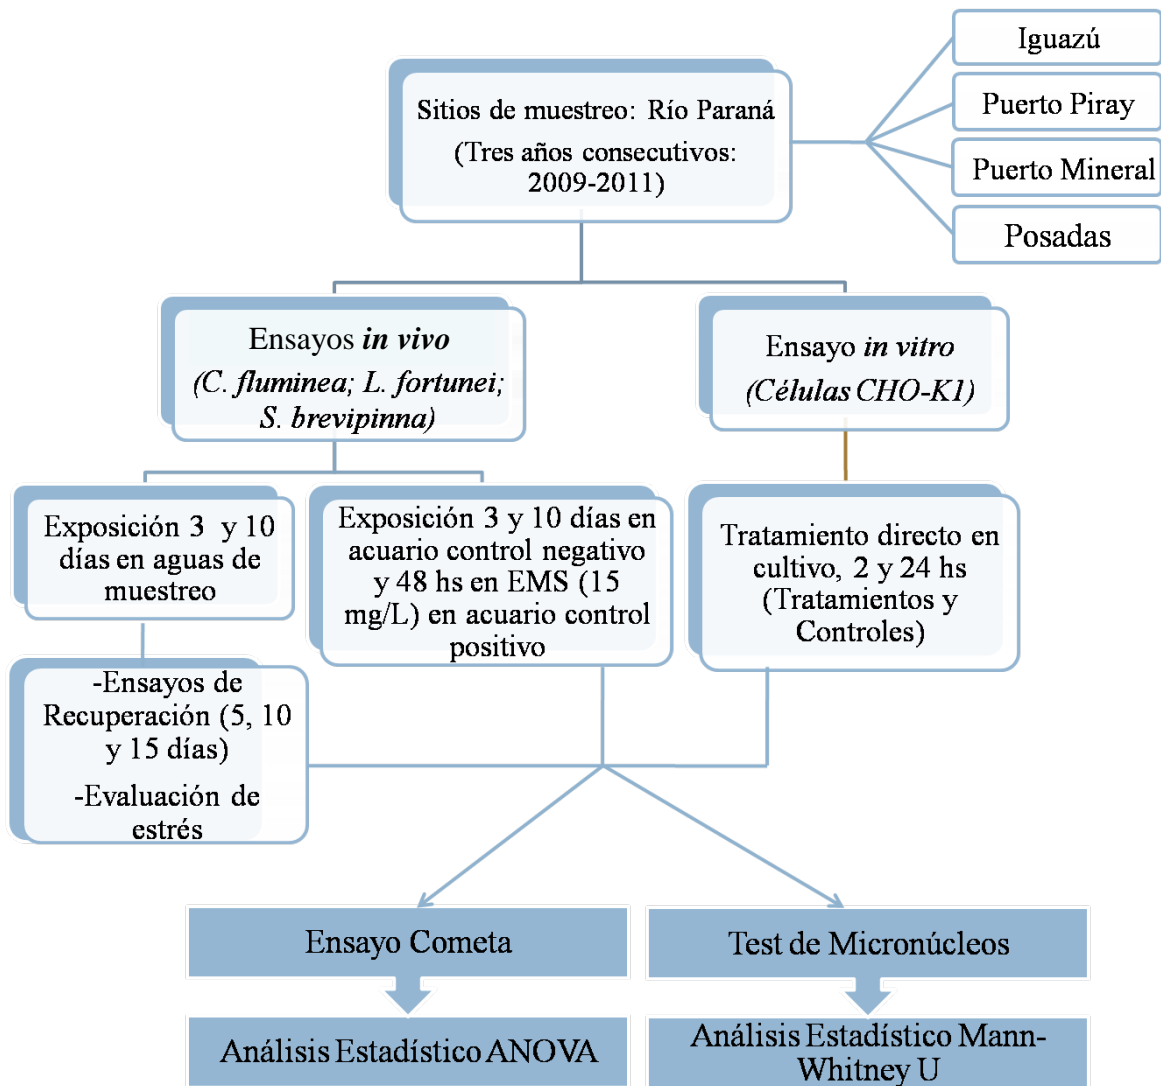 Sitios de muestreo: Río Paraná
(Tres años consecutivos:
2009-2011)
Iguazú
Puerto Piray
Puerto Mineral
Posadas
Ensayos in vivo
(C. fluminea; L. fortunei;
S. brevipinna)
Ensayo in vitro
(Células CHO-K1)
Exposición 3 y 10
días en aguas de
muestreo
Exposición 3 y 10 días en
acuario control negativo
y 48 hs en EMS (15
mg/L) en acuario control
positivo
Tratamiento directo en
cultivo, 2 y 24 hs
(Tratamientos y
Controles)
-Ensayos de
Recuperación (5, 10
y 15 días)
-Evaluación de
estrés
Ensayo Cometa
Test de Micronúcleos
Análisis Estadístico ANOVA
Análisis Estadístico Mann-
Whitney U